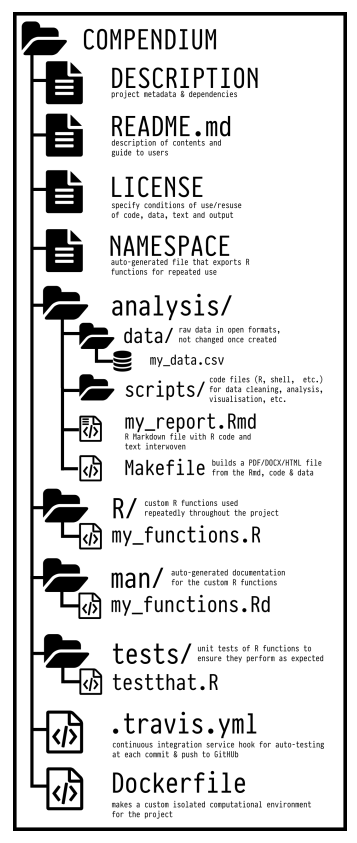 COMPENDIUM
DESCRIPTION
project metadata & dependencies
README.md
description of contents and
guide to users
LICENSE
specify conditions of use/resuse
of code, data, text and output
NAMESPACE
auto-generated file that exports R
functions for repeated use
analysis/
data/ raw data in open formats,
not changed once created
my_data.csv
scripts/ code files (R, shell, etc.)
for data cleaning, analysis,
visualisation, etc.
my_report.Rmd
R Markdown file with R code and
text interwoven
Makefile builds a PDF/DOCX/HTML file
from the Rmd, code & data
R/ custom R functions used
repeatedly throughout the project
my_functions.R
man/ auto-generated documentation
for the custom R functions
my_functions.Rd
tests/ unit tests of R functions to
ensure they perform as expected
testthat.R
.travis.yml
continuous integration service hook for auto-testing
at each commit & push to GitHUb
Dockerfile
makes a custom isolated computational environment
for the project